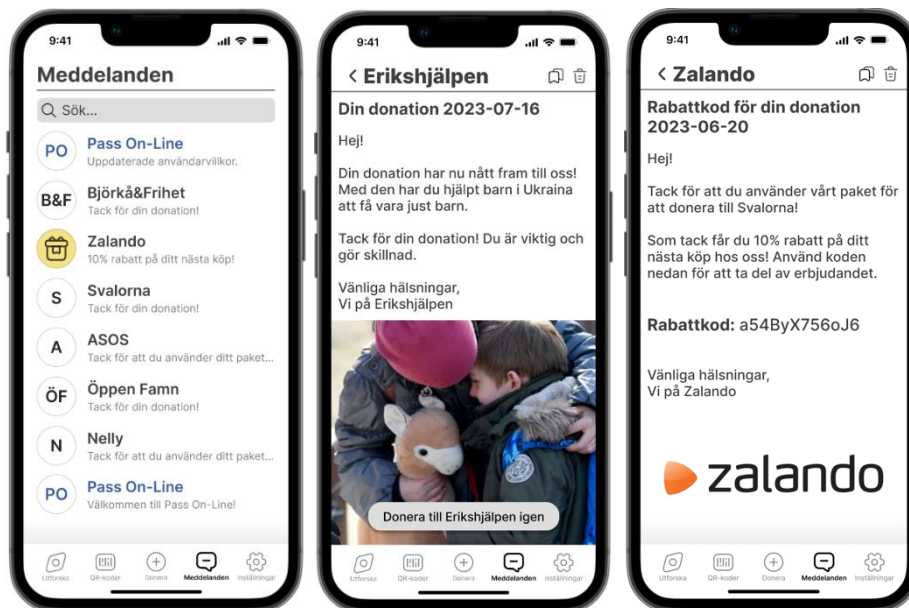 9:41
Meddelanden
Sök...
PO
Pass On-Line
Uppdaterade användarvillkor.
B&F
Björkå&Frihet
Tack för din donation!
Zalando
10% rabatt på ditt nästa köp!
S
Svalorna
Tack för din donation!
A
ASOS
Tack för att du använder ditt paket...
ÖF
Öppen Famn
Tack för din donation!
N
Nelly
Tack för att du använder ditt paket...
PO
Pass On-Line
Välkommen till Pass On-Line!
Utforska
QR-koder
Donera
Meddelanden
Inställningar
9:41
< Erikshjälpen
Din donation 2023-07-16
Hej!
Din donation har nu nått fram till oss!
Med den har du hjälpt barn i Ukraina
att få vara just barn.
Tack för din donation! Du är viktig och
gör skillnad.
Vänliga hälsningar,
Vi på Erikshjälpen
Donera till Erikshjälpen igen
Utforska
QR-koder
Donera
Meddelanden
Inställningar
9:41
< Zalando
Rabattkod för din donation
2023-06-20
Hej!
Tack för att du använder vårt paket för
att donera till Svalorna!
Som tack får du 10% rabatt på ditt
nästa köp hos oss! Använd koden
nedan för att ta del av erbjudandet.
Rabattkod: a54ByX756oJ6
Vänliga hälsningar,
Vi på Zalando
zalando
Utforska
QR-koder
Donera
Meddelanden
Inställningar